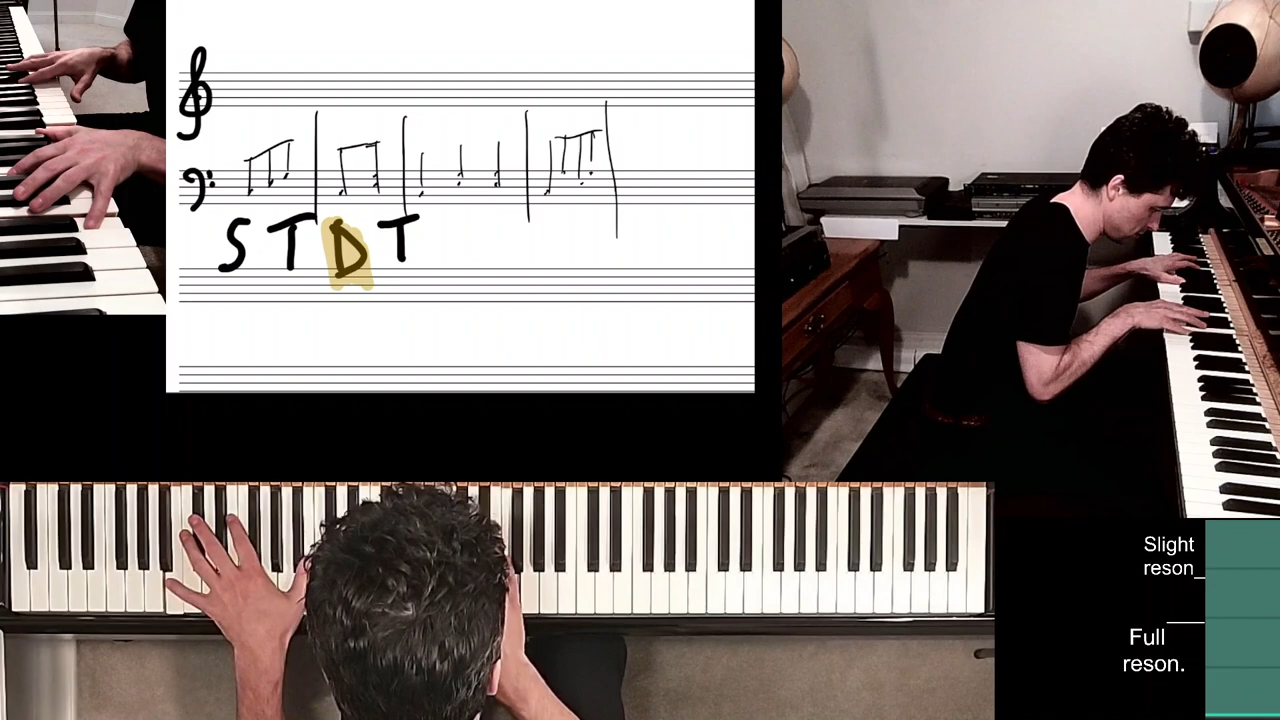 S T D T
Slight
reson_
Full
reson.